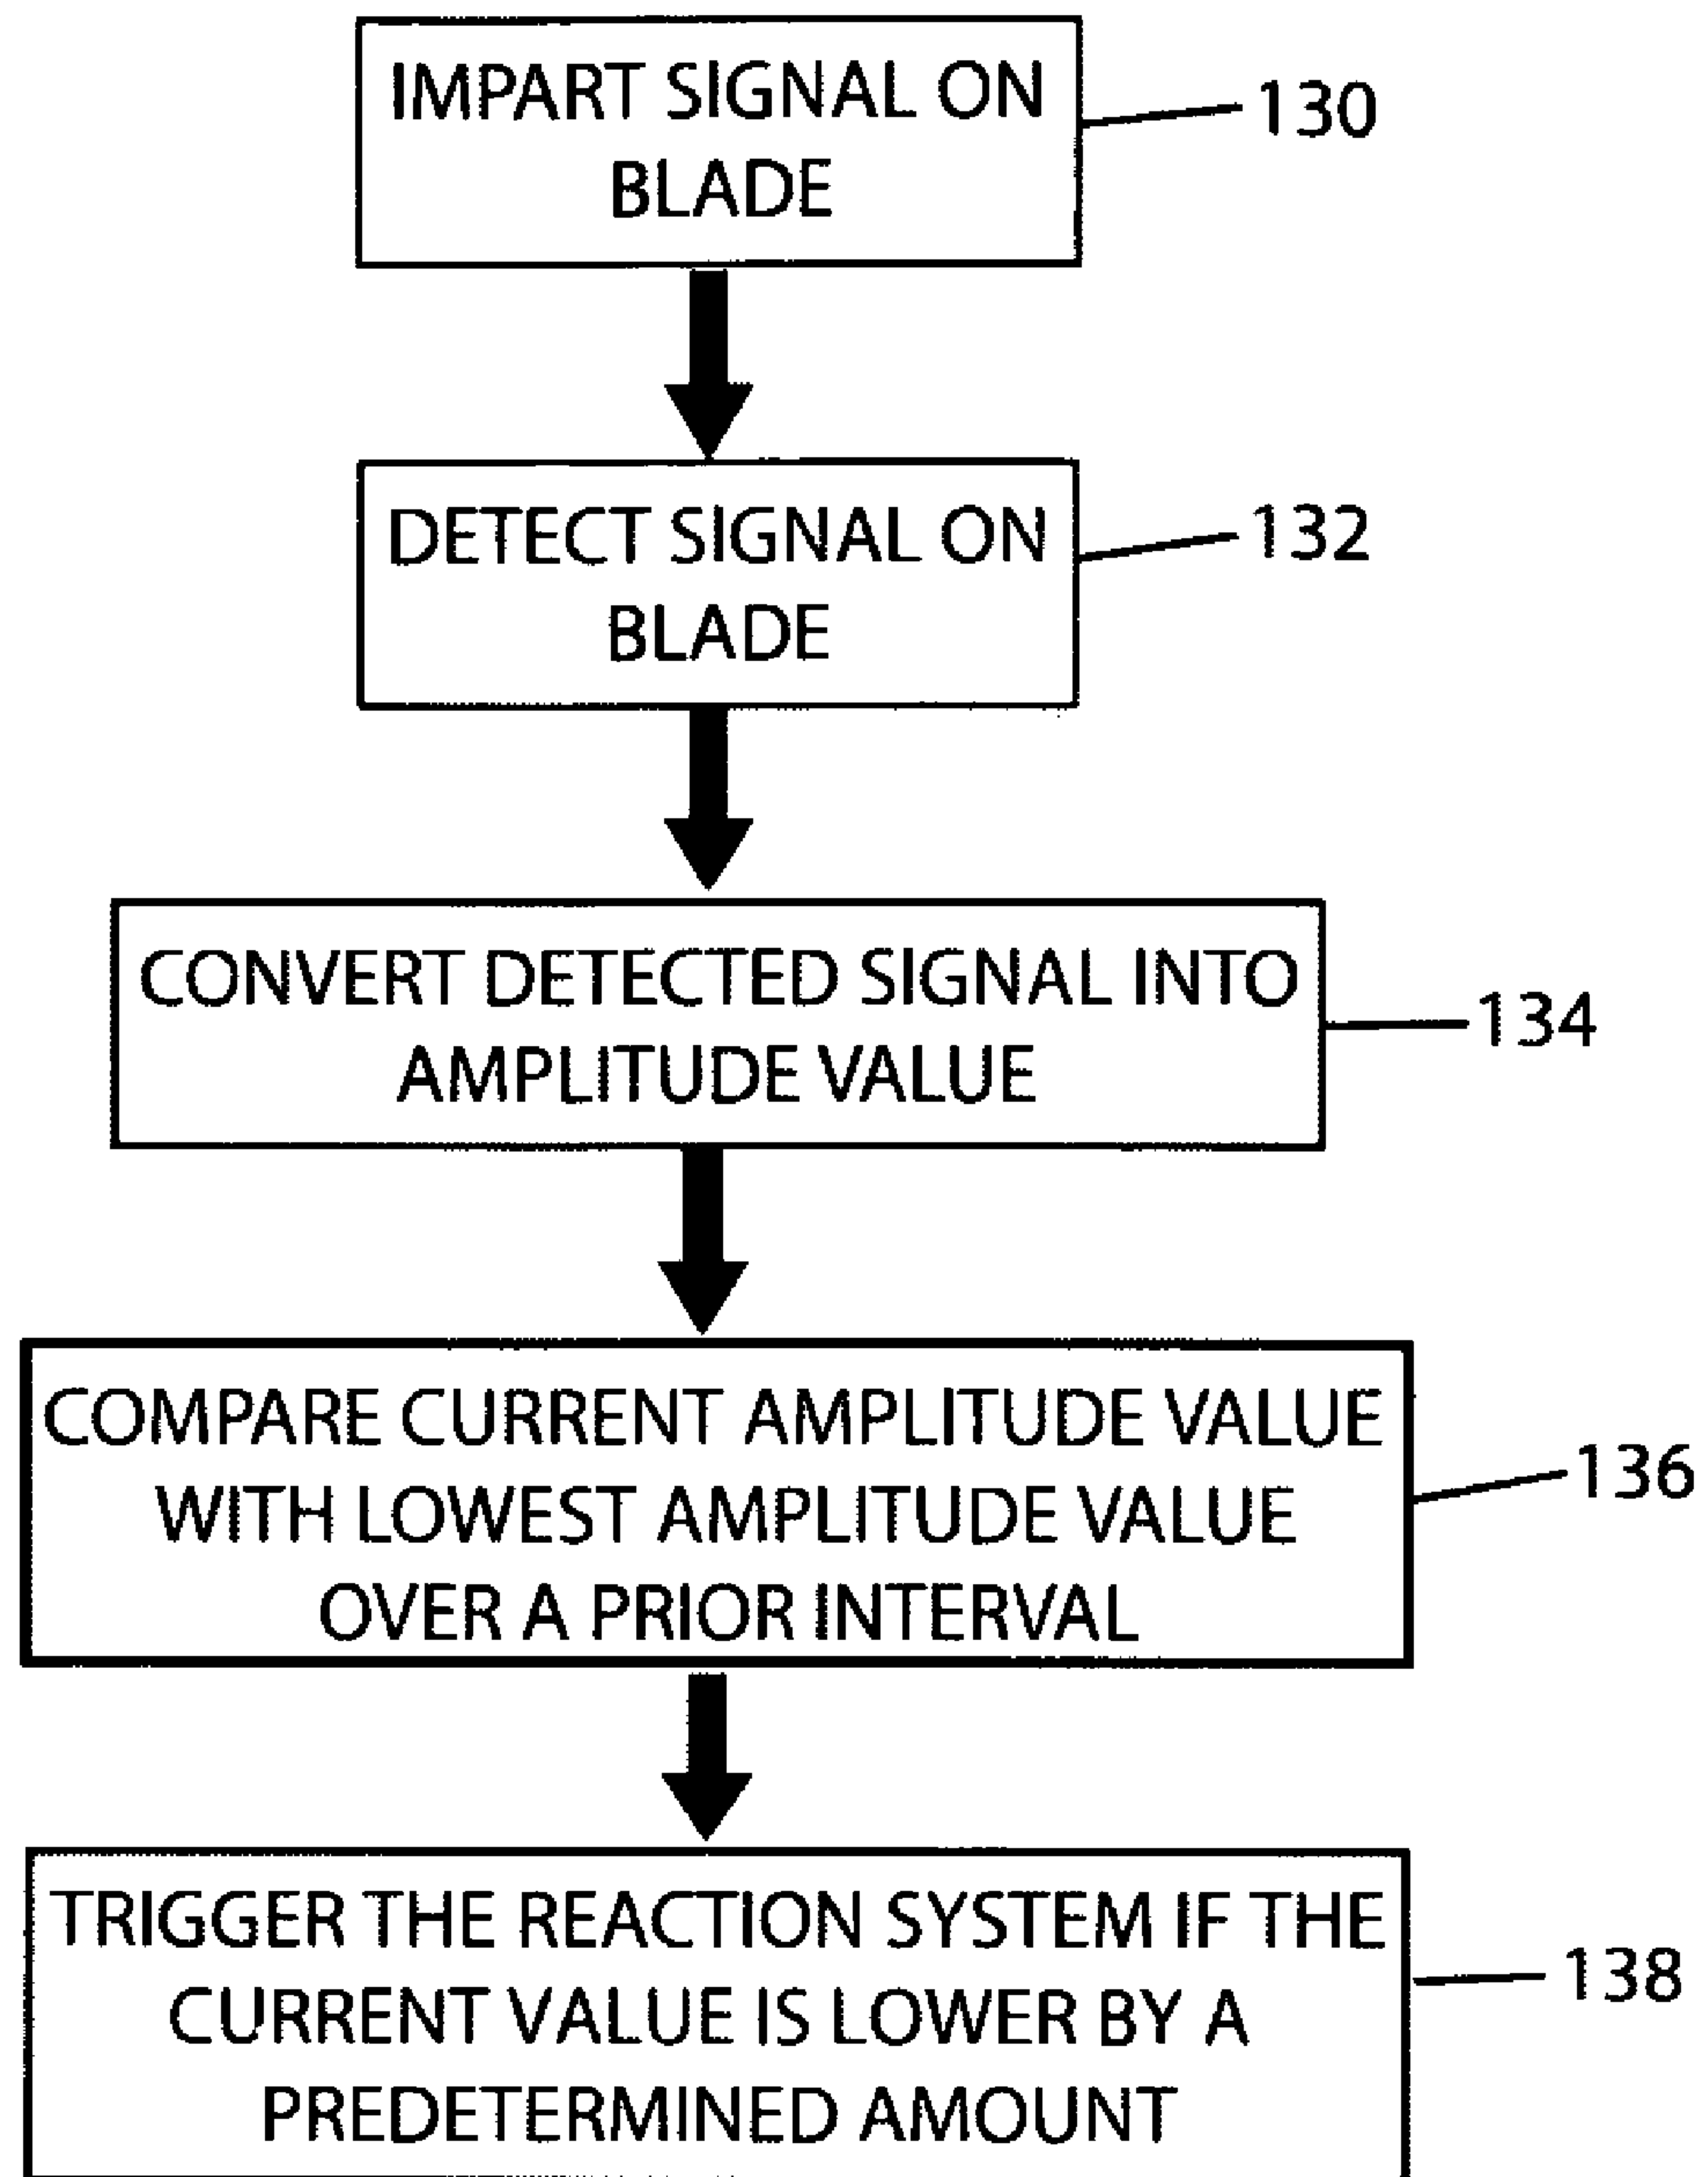 IMPART SIGNAL ON
BLADE
130
DETECT SIGNAL ON
BLADE
132
CONVERT DETECTED SIGNAL INTO
AMPLITUDE VALUE
134
COMPARE CURRENT AMPLITUDE VALUE
WITH LOWEST AMPLITUDE VALUE
OVER A PRIOR INTERVAL
136
TRIGGER THE REACTION SYSTEM IF THE
CURRENT VALUE IS LOWER BY A
PREDETERMINED AMOUNT
138